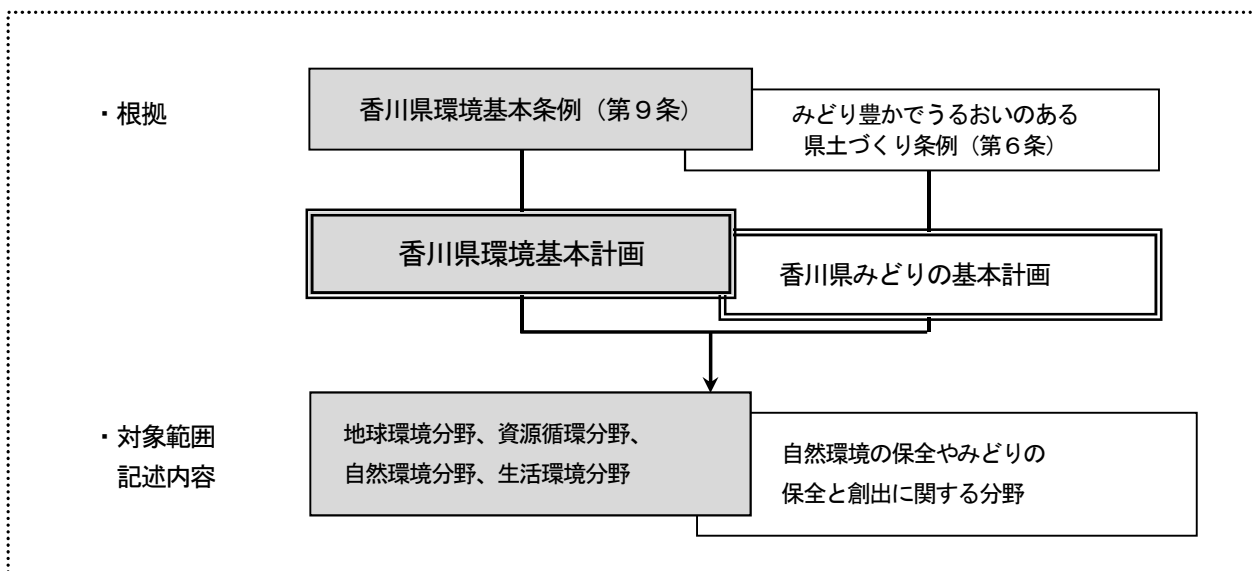 ・根拠
香川県環境基本条例（第９条）
みどり豊かでうるおいのある
県土づくり条例（第６条）
香川県環境基本計画
香川県みどりの基本計画
・対象範囲
記述内容
地球環境分野、資源循環分野、
自然環境分野、生活環境分野
自然環境の保全やみどりの
保全と創出に関する分野